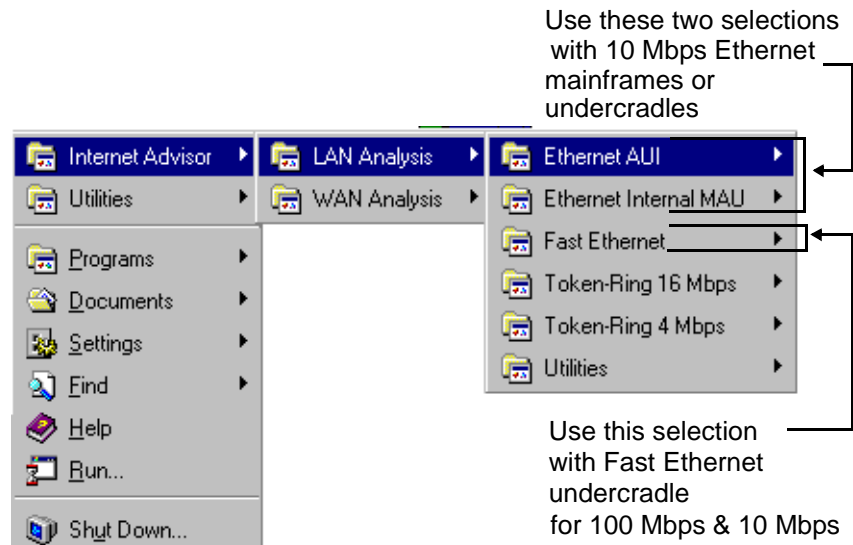 Use these two selections
with 10 Mbps Ethernet
mainframes or
undercradles
Internet Advisor
Utilities
Programs
Documents
Settings
Find
Help
Run...
Shut Down...
LAN Analysis
WAN Analysis
Ethernet AUI
Ethernet Internal MAU
Fast Ethernet
Token-Ring 16 Mbps
Token-Ring 4 Mbps
Utilities
Use this selection
with Fast Ethernet
undercradle
for 100 Mbps & 10 Mbps